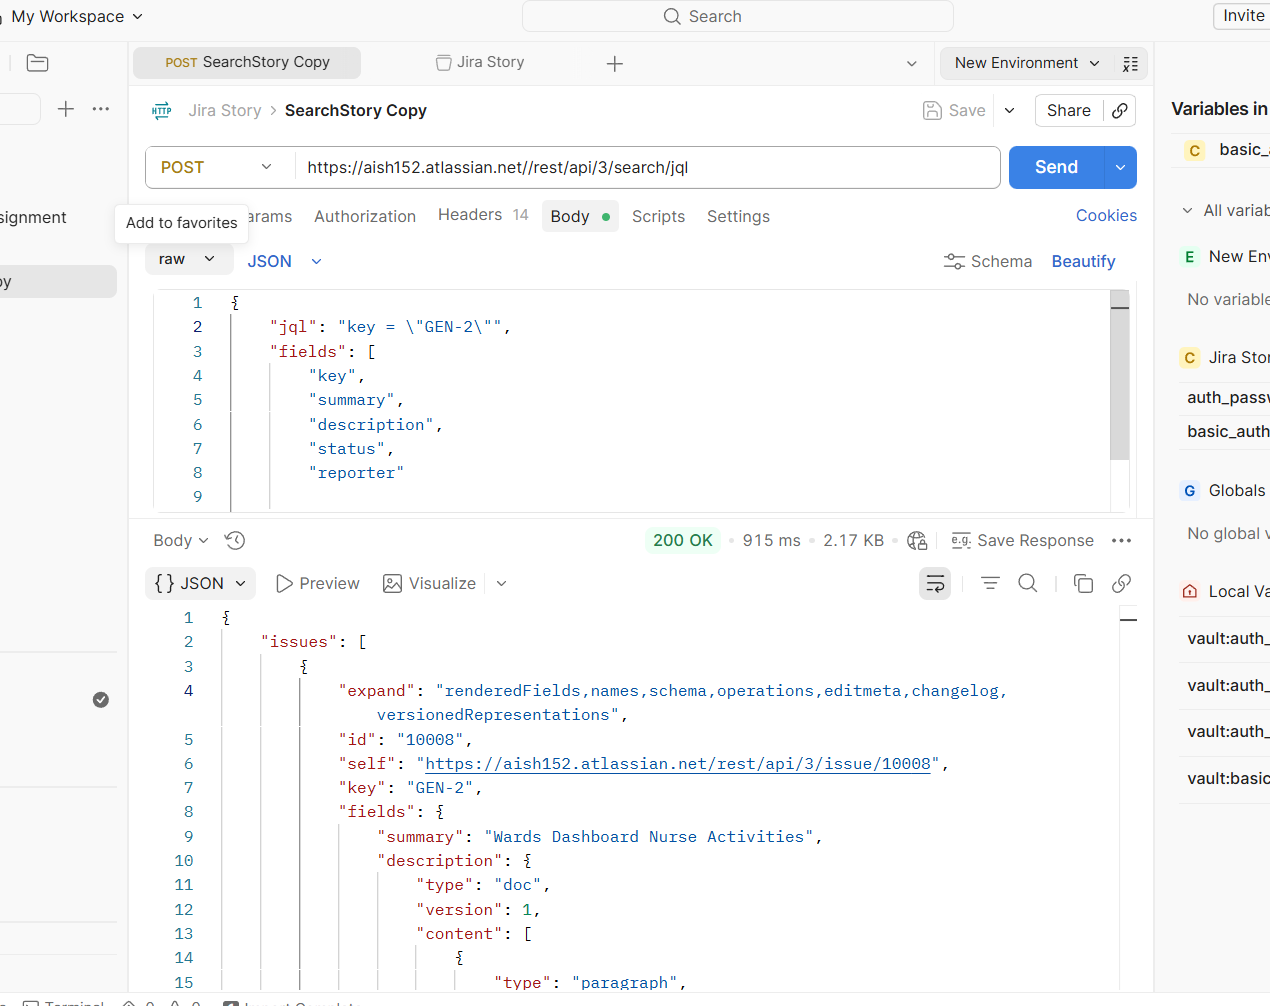 My Workspace
Search
Invite
POST SearchStory Copy
Jira Story
New Environment
HTTP Jira Story > SearchStory Copy
Save
Share
Variables in
basic_
POST
https://aish152.atlassian.net//rest/api/3/search/jql
Send
signment
Add to favorites
arams
Authorization
Headers 14
Body
Scripts
Settings
Cookies
All variab
raw
JSON
Schema
Beautify
E New Env
No variable
py
1 {
2 "jql": "key = \"GEN-2\"",
3 "fields": [
4 "key",
5 "summary",
6 "description",
7 "status",
8 "reporter"
9
C Jira Stor
auth_passw
basic_auth
G Globals
No global v
Body
200 OK
915 ms
2.17 KB
e.g. Save Response
{} JSON
Preview
Visualize
Local Va
vault:auth_
vault:auth_
vault:auth_
vault:basic
1 {
2 "issues": [
3 {
4 "expand": "renderedFields,names,schema,operations,editmeta,changelog,
versionedRepresentations",
5 "id": "10008",
6 "self": "https://aish152.atlassian.net/rest/api/3/issue/10008",
7 "key": "GEN-2",
8 "fields": {
9 "summary": "Wards Dashboard Nurse Activities",
10 "description": {
11 "type": "doc",
12 "version": 1,
13 "content": [
14 {
15 "type": "paragraph",